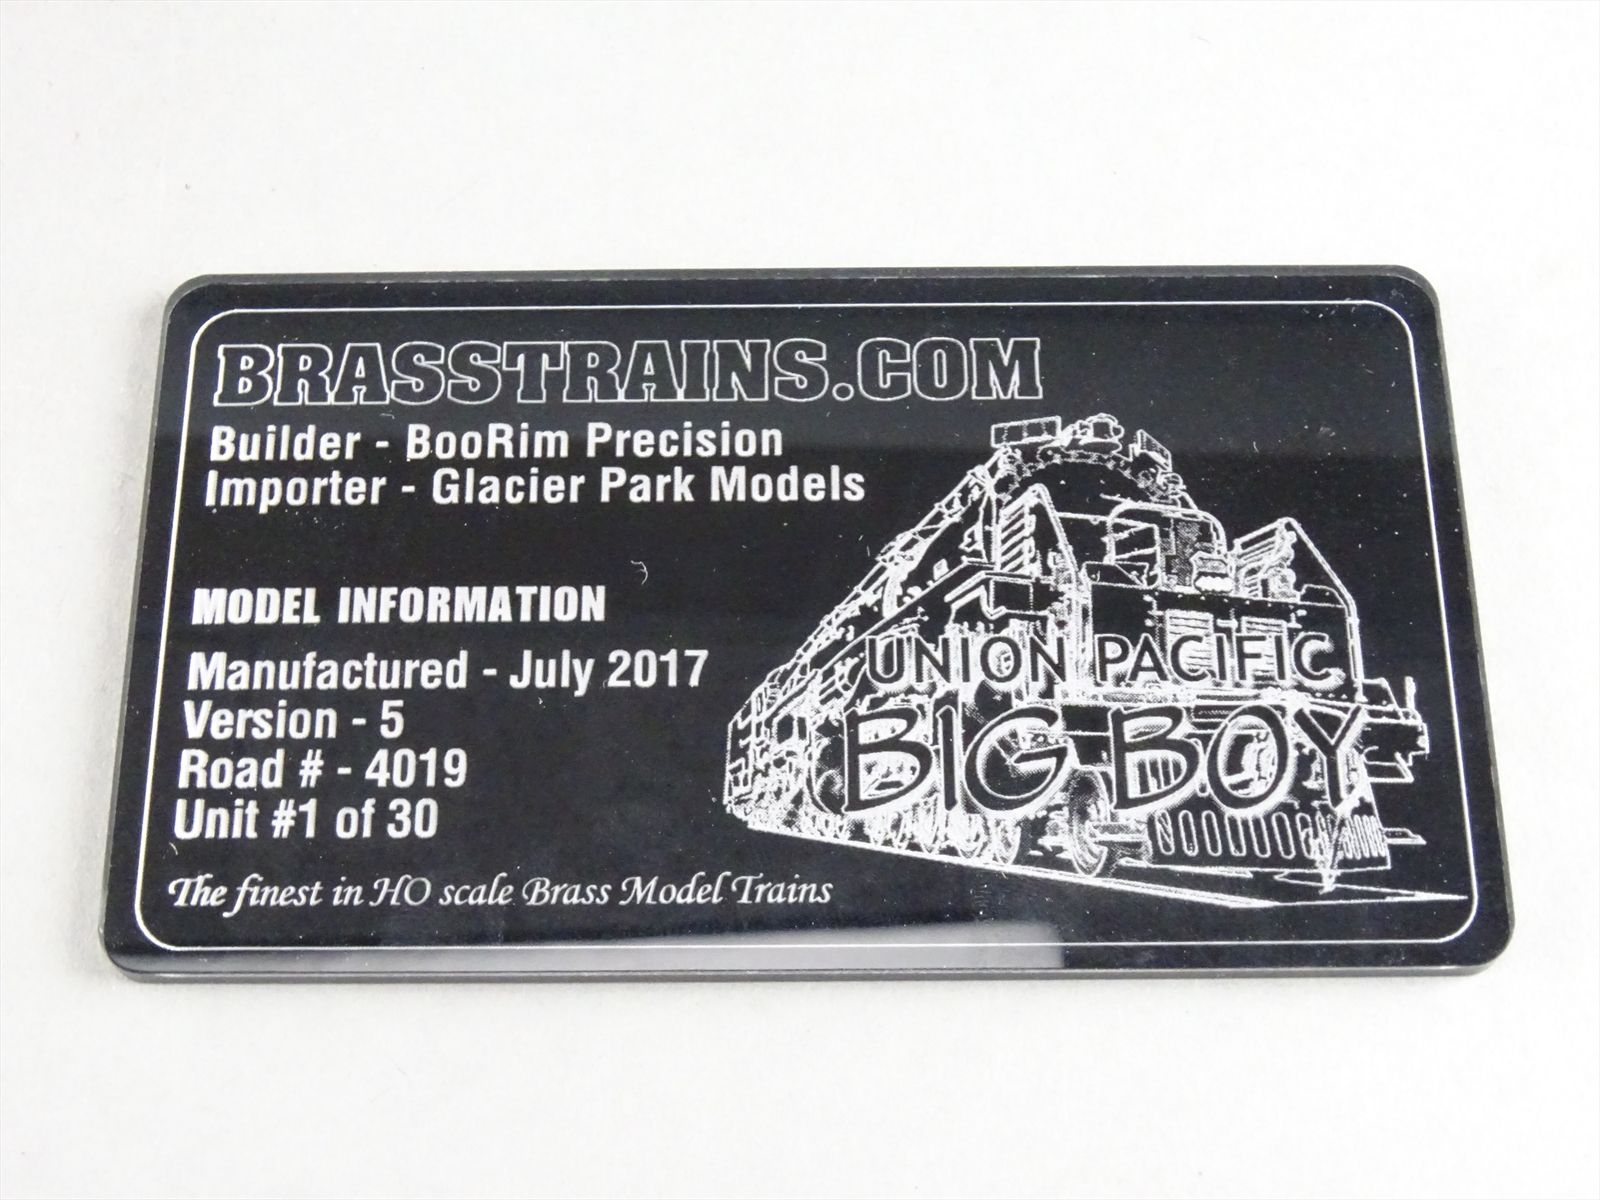 BRASSTRAINS.COM
Builder - BooRim Precision
Importer - Glacier Park Models
MODEL INFORMATION
Manufactured - July 2017
Version - 5
Road # - 4019
Unit #1 of 30
The finest in HO scale Brass Model Trains
UNION PACIFIC
BIG BOY